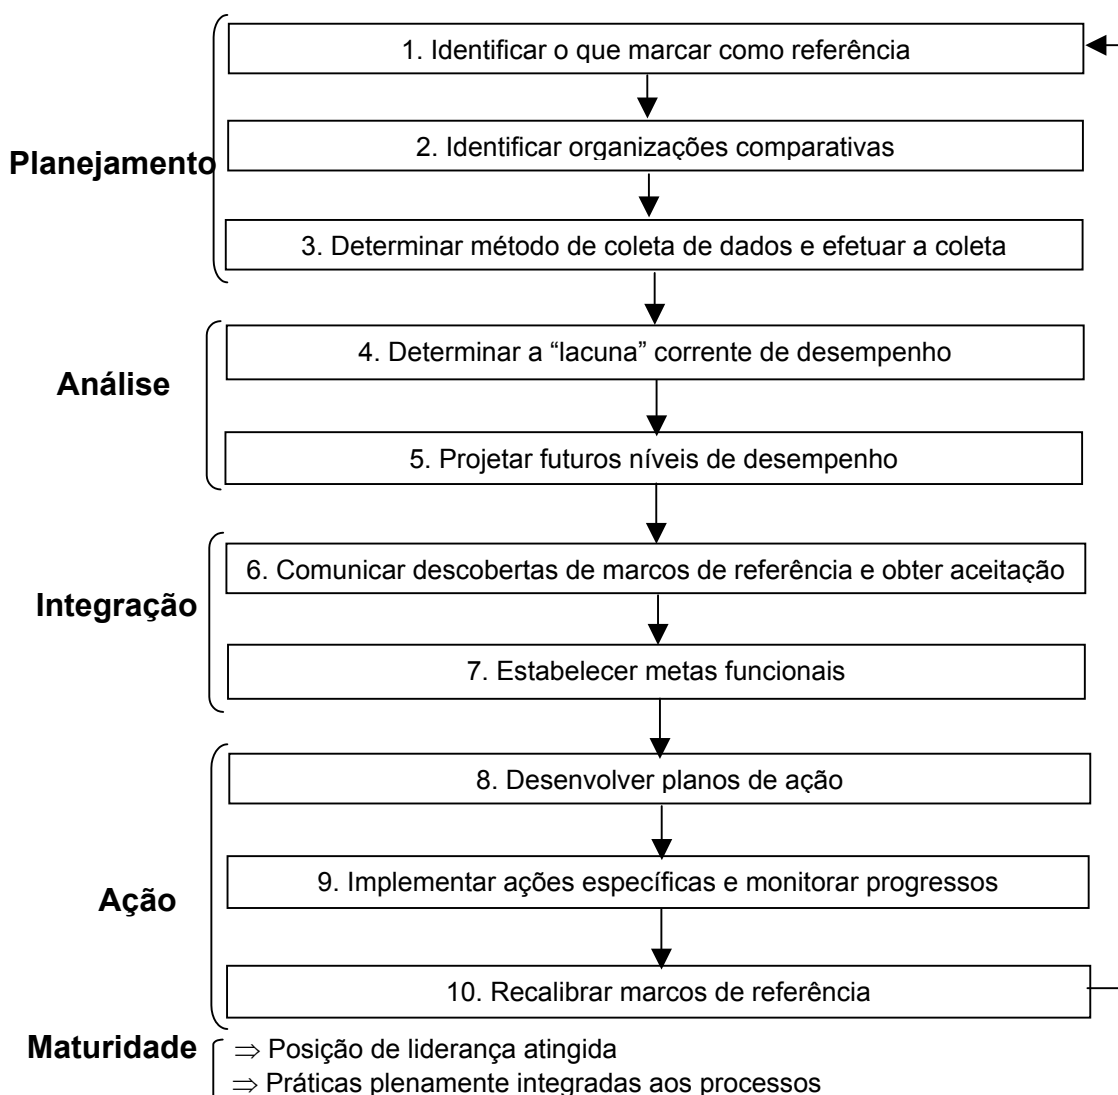 1. Identificar o que marcar como referência
2. Identificar organizações comparativas
Planejamento
3. Determinar método de coleta de dados e efetuar a coleta
4. Determinar a “lacuna” corrente de desempenho
Análise
5. Projetar futuros níveis de desempenho
6. Comunicar descobertas de marcos de referência e obter aceitação
Integração
7. Estabelecer metas funcionais
8. Desenvolver planos de ação
9. Implementar ações específicas e monitorar progressos
Ação
10. Recalibrar marcos de referência
Maturidade
⇒ Posição de liderança atingida
⇒ Práticas plenamente integradas aos processos